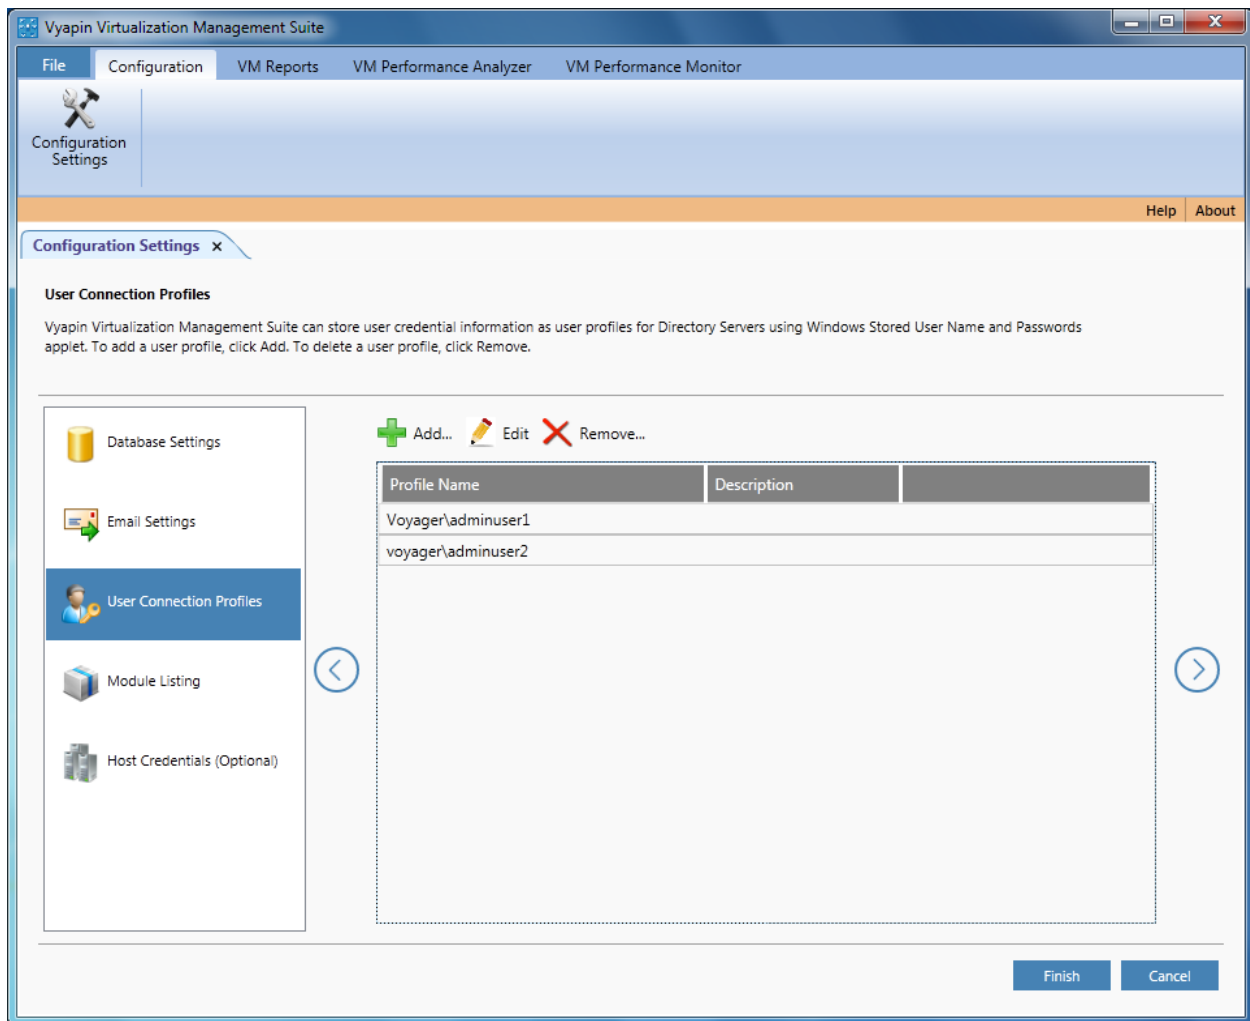 Vyapin Virtualization Management Suite
File Configuration VM Reports VM Performance Analyzer VM Performance Monitor
Configuration
Settings
Help About
Configuration Settings x
User Connection Profiles
Vyapin Virtualization Management Suite can store user credential information as user profiles for Directory Servers using Windows Stored User Name and Passwords
applet. To add a user profile, click Add. To delete a user profile, click Remove.
Database Settings
Email Settings
User Connection Profiles
Module Listing
Host Credentials (Optional)
Add... Edit Remove...
Profile Name Description
Voyager\adminuser1
voyager\adminuser2
Finish Cancel